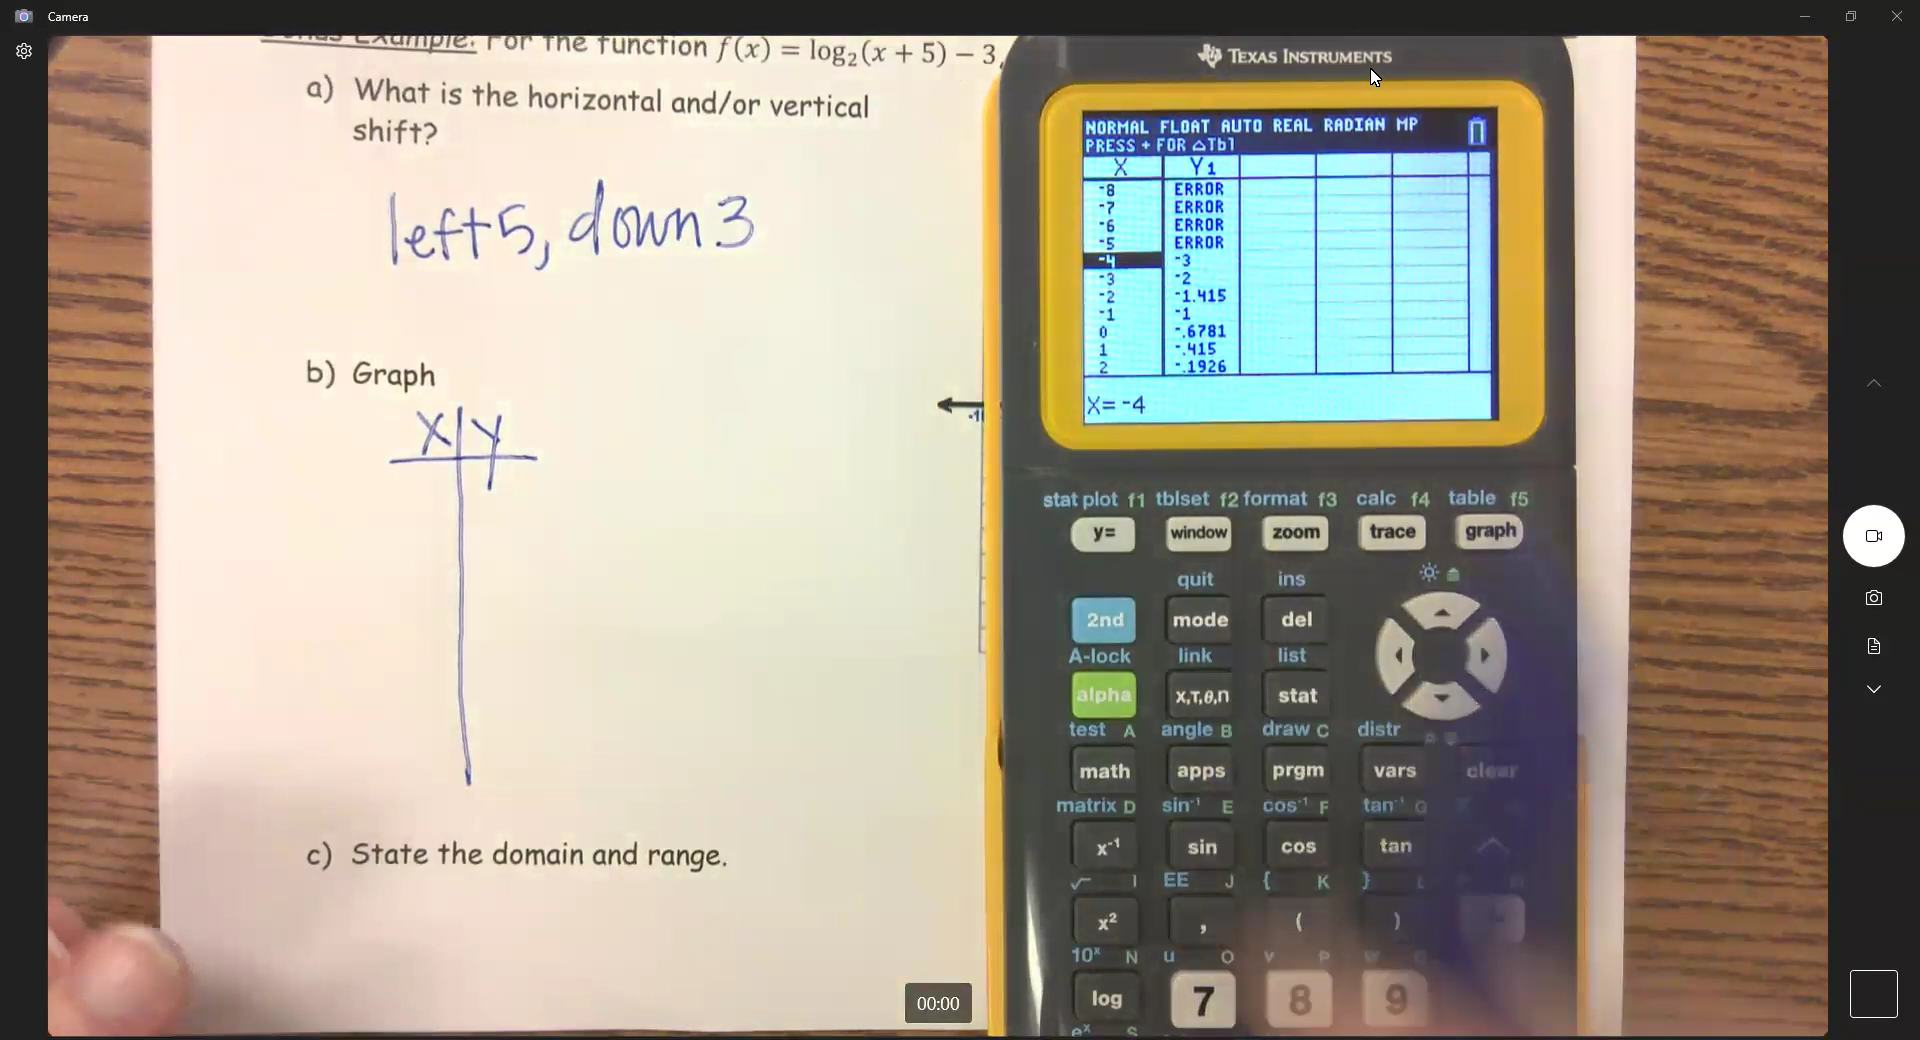 Camera
Bonus Example: For the function f(x) = log₂(x + 5) − 3,
a) What is the horizontal and/or vertical
shift?
left 5, down 3
b) Graph
X Y
c) State the domain and range.
00:00
TEXAS INSTRUMENTS
NORMAL FLOAT AUTO REAL RADIAN MP
PRESS + FOR △Tbl
X Y1
-8 ERROR
-7 ERROR
-6 ERROR
-5 ERROR
-4 -3
-3 -2
-2 -1.415
-1 -1
0 -.6781
1 -.415
2 -.1926
X= -4
stat plot f1 tblset f2 format f3 calc f4 table f5
y= window zoom trace graph
quit ins
2nd mode del
A-lock link list
alpha X,T,θ,n stat
test A angle B draw C distr
math apps prgm vars clear
matrix D sin⁻¹ E cos⁻¹ F tan⁻¹ G
x⁻¹ sin cos tan
√ I EE J { K } L
x² , ( )
10ˣ N u O v P w
log 7 8 9
eˣ S